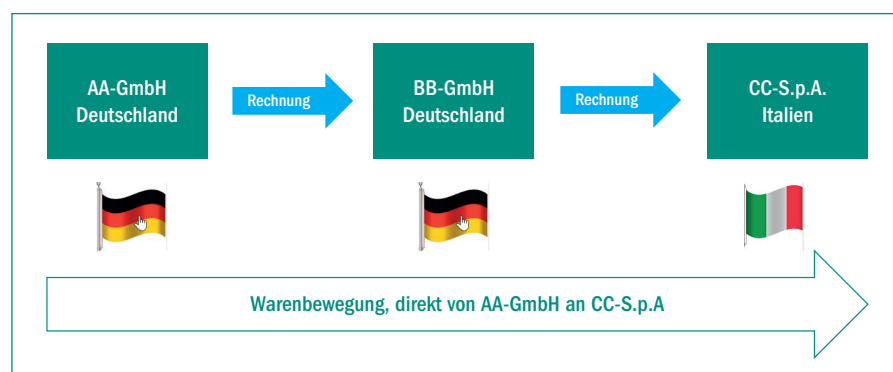 AA-GmbH
Deutschland
Rechnung
BB-GmbH
Deutschland
Rechnung
CC-S.p.A.
Italien
Warenbewegung, direkt von AA-GmbH an CC-S.p.A